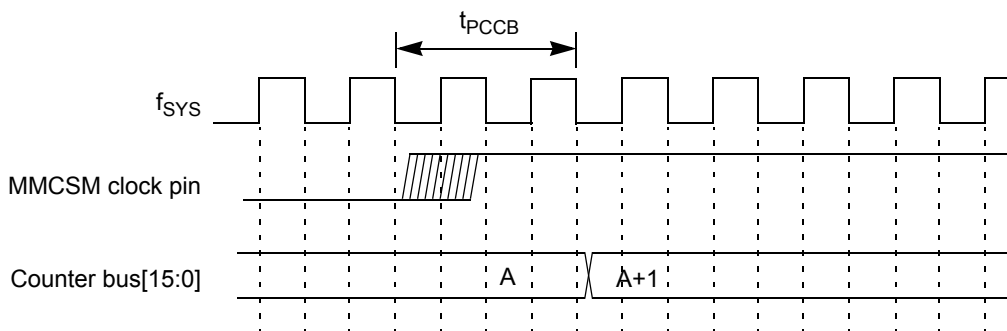 tPCCB
fSYS
MMCSM clock pin
Counter bus[15:0]
A
A+1